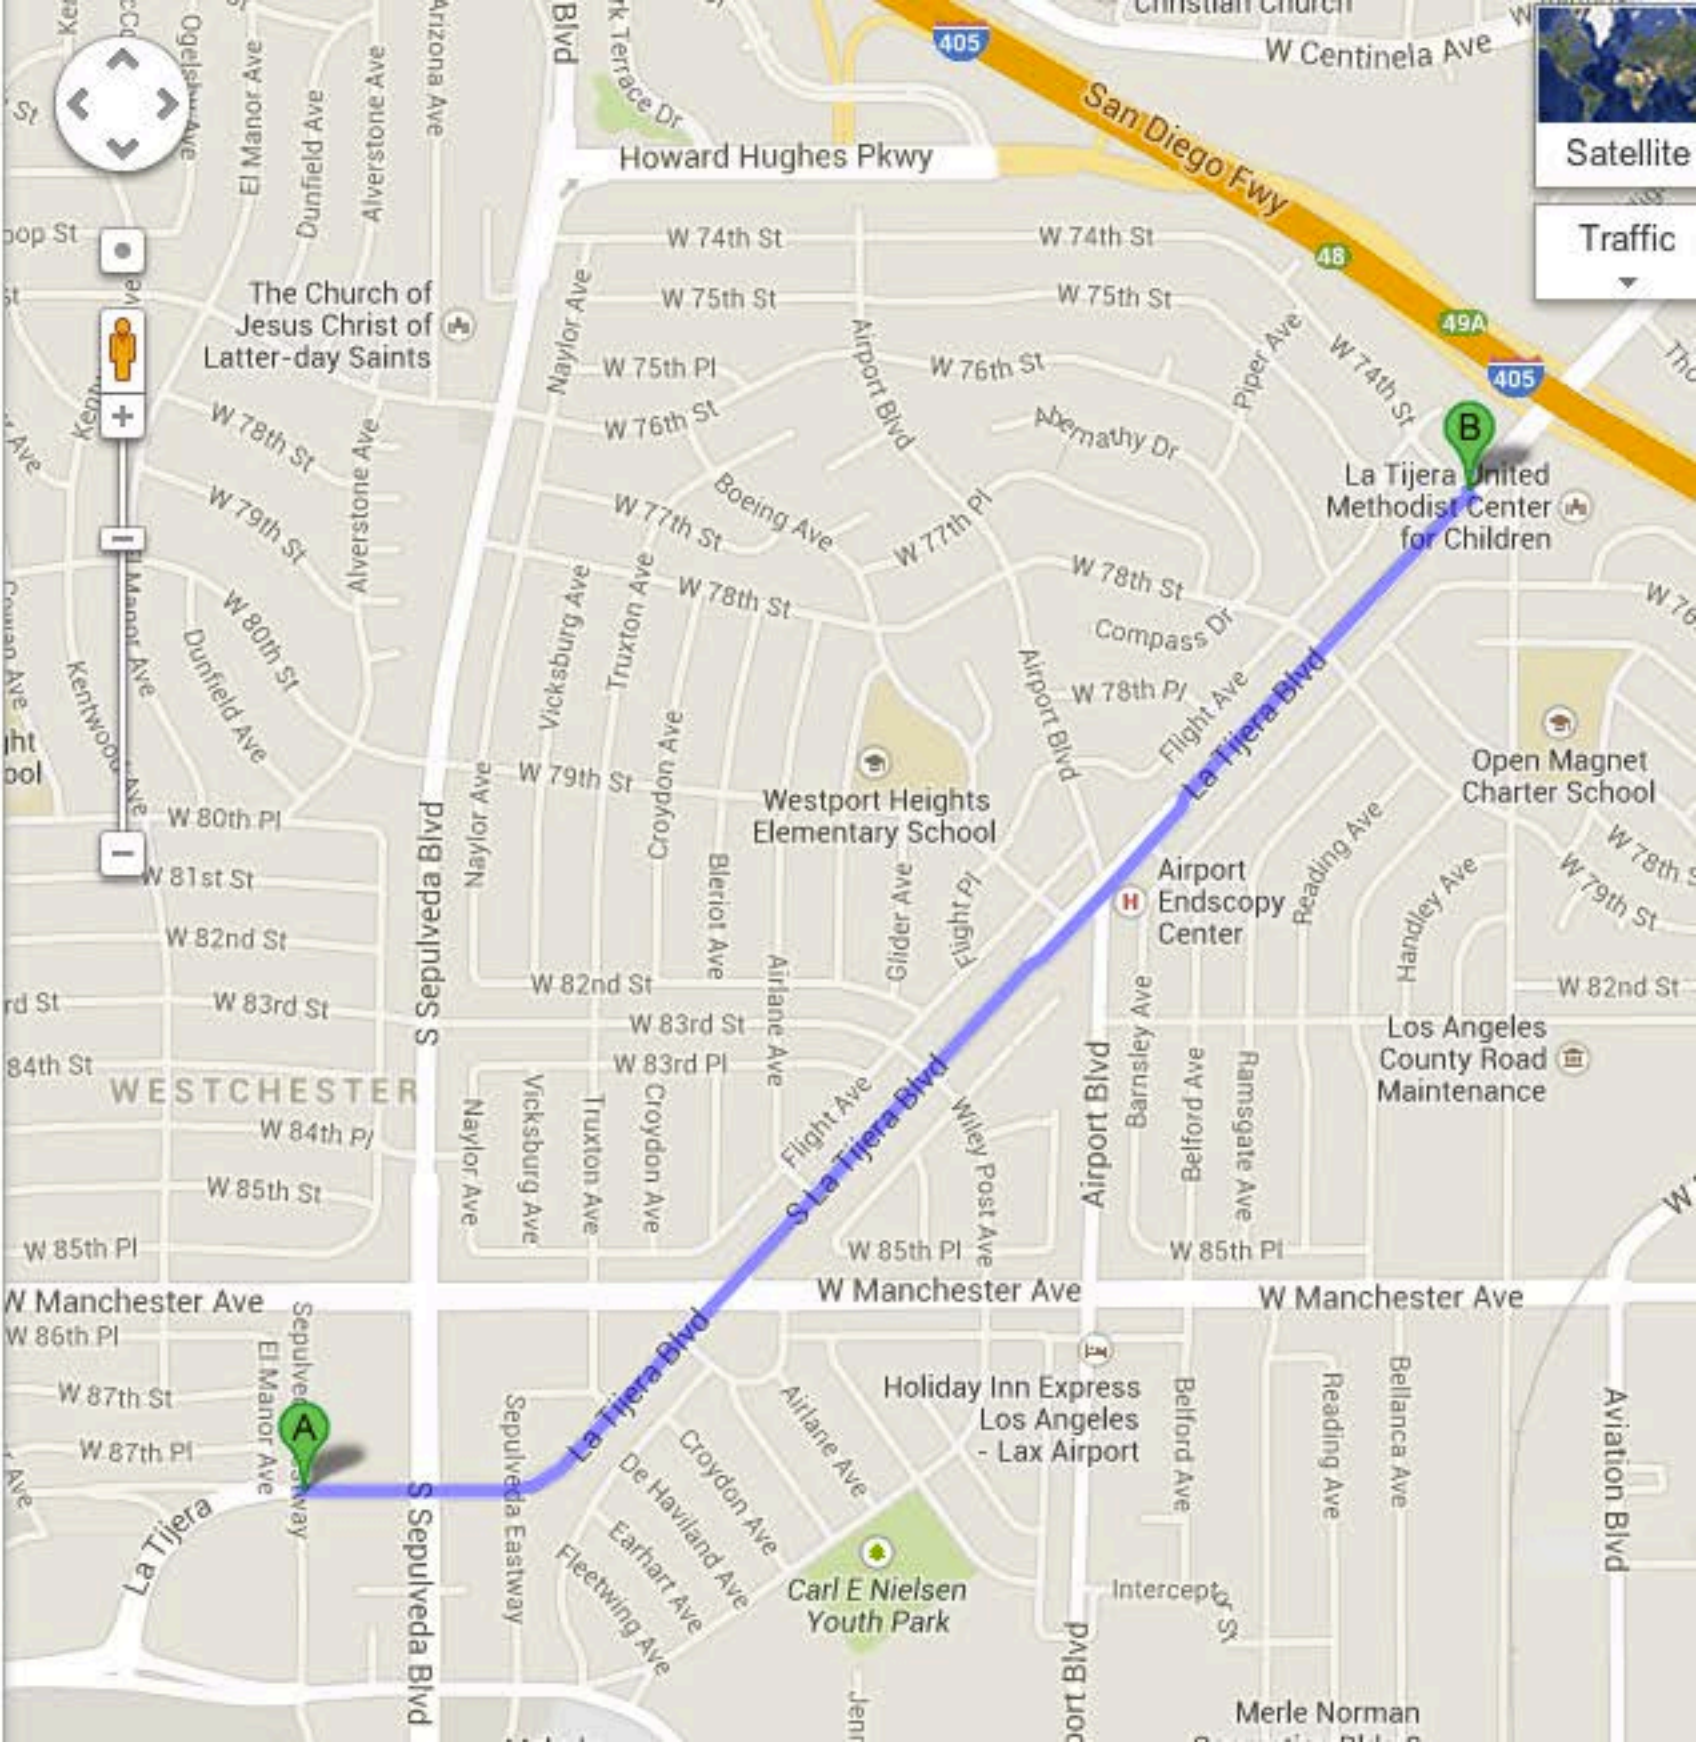 Christian Church
W Centinela Ave
405
San Diego Fwy
Blvd
rk Terrace Dr
Arizona Ave
Ogelsby Ave
El Manor Ave
Dunfield Ave
Alverstone Ave
St
Howard Hughes Pkwy
Satellite
Traffic
W 74th St
W 74th St
48
The Church of
Jesus Christ of
Latter-day Saints
W 75th St
W 75th St
49A
405
Naylor Ave
Airport Blvd
Piper Ave
W 74th St
W 75th Pl
W 76th St
W 76th St
Abernathy Dr
B
La Tijera United
Methodist Center
for Children
W 78th St
W 79th St
Alverstone Ave
Boeing Ave
W 77th St
W 77th Pl
W 78th St
W 78th St
W 76
Compass Dr
W 78th Pl
Flight Ave
La Tijera Blvd
Airport Blvd
W 80th St
Dunfield Ave
Manor Ave
Kentwood Ave
Vicksburg Ave
Truxton Ave
Croydon Ave
Naylor Ave
W 79th St
Westport Heights
Elementary School
Open Magnet
Charter School
W 80th Pl
W 81st St
W 82nd St
S Sepulveda Blvd
Bleriot Ave
Airlane Ave
Glider Ave
Flight Pl
Airport
Endscopy
Center
Reading Ave
Handley Ave
W 78th S
W 79th St
W 82nd St
W 82nd St
rd St
W 83rd St
W 83rd St
W 83rd Pl
84th St
WESTCHESTER
W 84th Pl
W 85th St
W 85th Pl
Naylor Ave
Vicksburg Ave
Truxton Ave
Croydon Ave
Flight Ave
S La Tijera Blvd
Wiley Post Ave
Airport Blvd
Barnsley Ave
Belford Ave
Ramsgate Ave
Los Angeles
County Road
Maintenance
W 85th Pl
W 85th Pl
W Manchester Ave
W Manchester Ave
W Manchester Ave
W 86th Pl
W 87th St
W 87th Pl
El Manor Ave
A
La Tijera
S Sepulveda Blvd
Sepulveda Eastway
La Tijera Blvd
Croydon Ave
De Haviland Ave
Earhart Ave
Fleetwing Ave
Airlane Ave
Holiday Inn Express
Los Angeles
- Lax Airport
Belford Ave
Reading Ave
Bellanca Ave
Aviation Blvd
Carl E Nielsen
Youth Park
Interceptor St
port Blvd
Jenn
Merle Norman